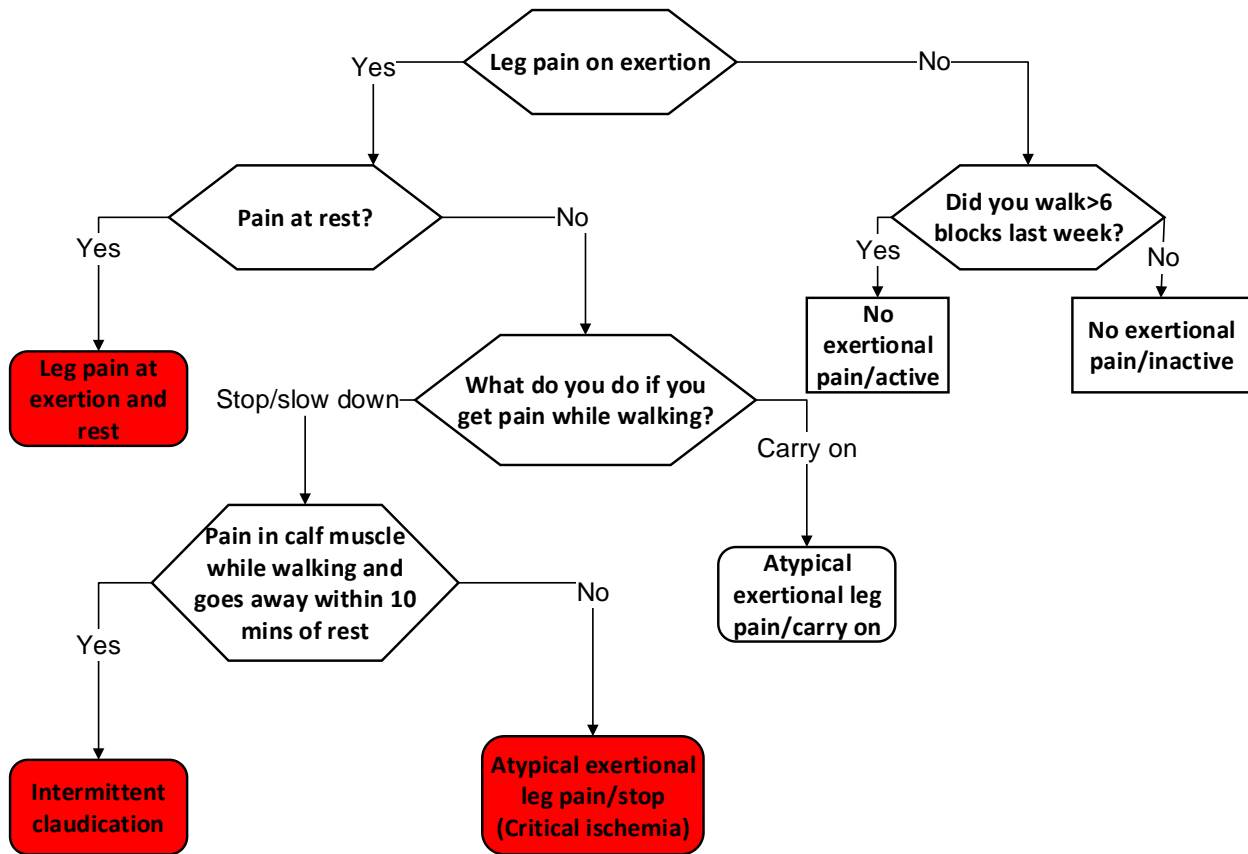 Leg pain on exertion
Yes
No
Pain at rest?
Did you walk>6
blocks last week?
Yes
No
Yes
No
Leg pain at
exertion and
rest
What do you do if you
get pain while walking?
No
exertional
pain/active
No exertional
pain/inactive
Stop/slow down
Carry on
Pain in calf muscle
while walking and
goes away within 10
mins of rest
Atypical
exertional leg
pain/carry on
Yes
No
Intermittent
claudication
Atypical exertional
leg pain/stop
(Critical ischemia)